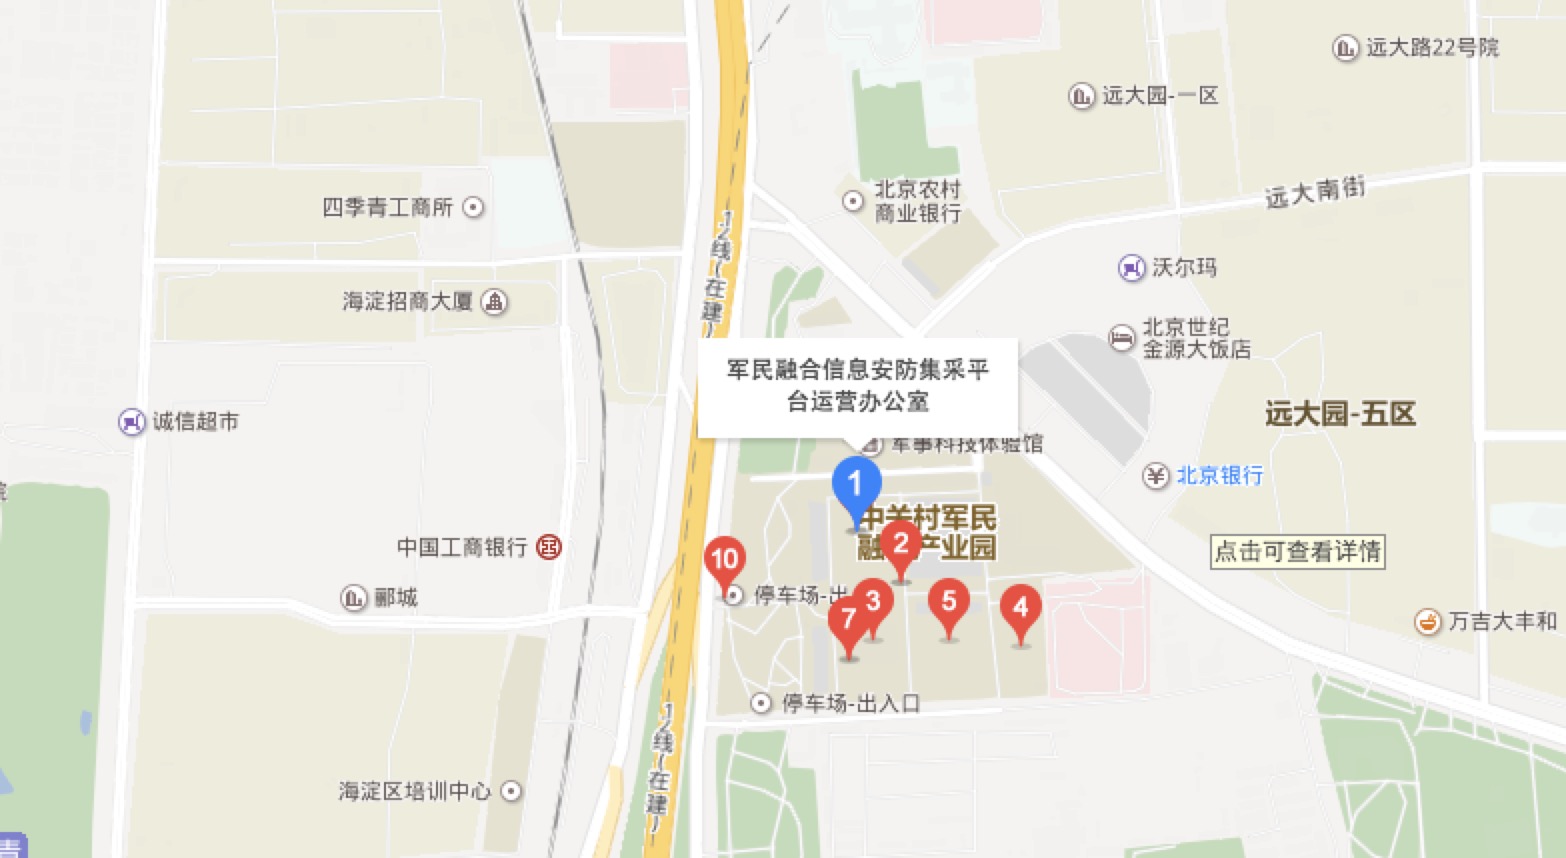 远大路22号院
远大园-一区
北京农村
商业银行
远大南街
四季青工商所
12线(在建)
沃尔玛
海淀招商大厦
北京世纪
金源大饭店
军民融合信息安防集采平
台运营办公室
诚信超市
远大园-五区
军事科技体验馆
北京银行
1
中关村军民
融
产业园
2
中国工商银行
10
点击可查看详情
停车场-出
3
5
4
7
郦城
万吉大丰和
停车场-出入口
12线(在建)
海淀区培训中心
青